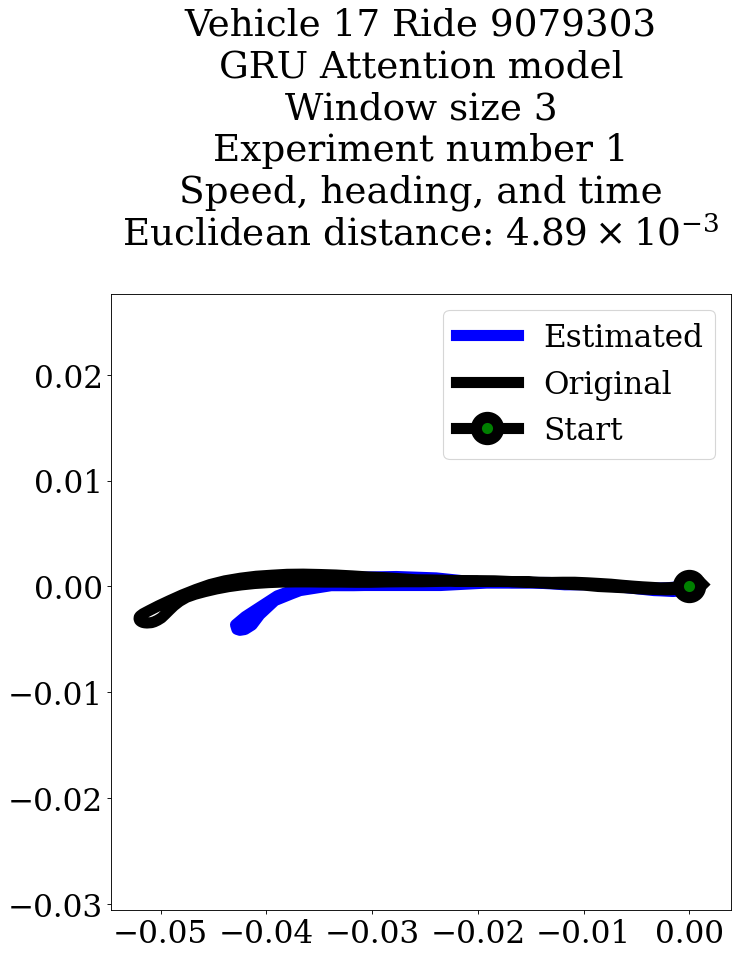 Vehicle 17 Ride 9079303
GRU Attention model
Window size 3
Experiment number 1
Speed, heading, and time
Euclidean distance: 4.89 × 10⁻³
Estimated
Original
Start
0.02
0.01
0.00
−0.01
−0.02
−0.03
−0.05 −0.04 −0.03 −0.02 −0.01 0.00